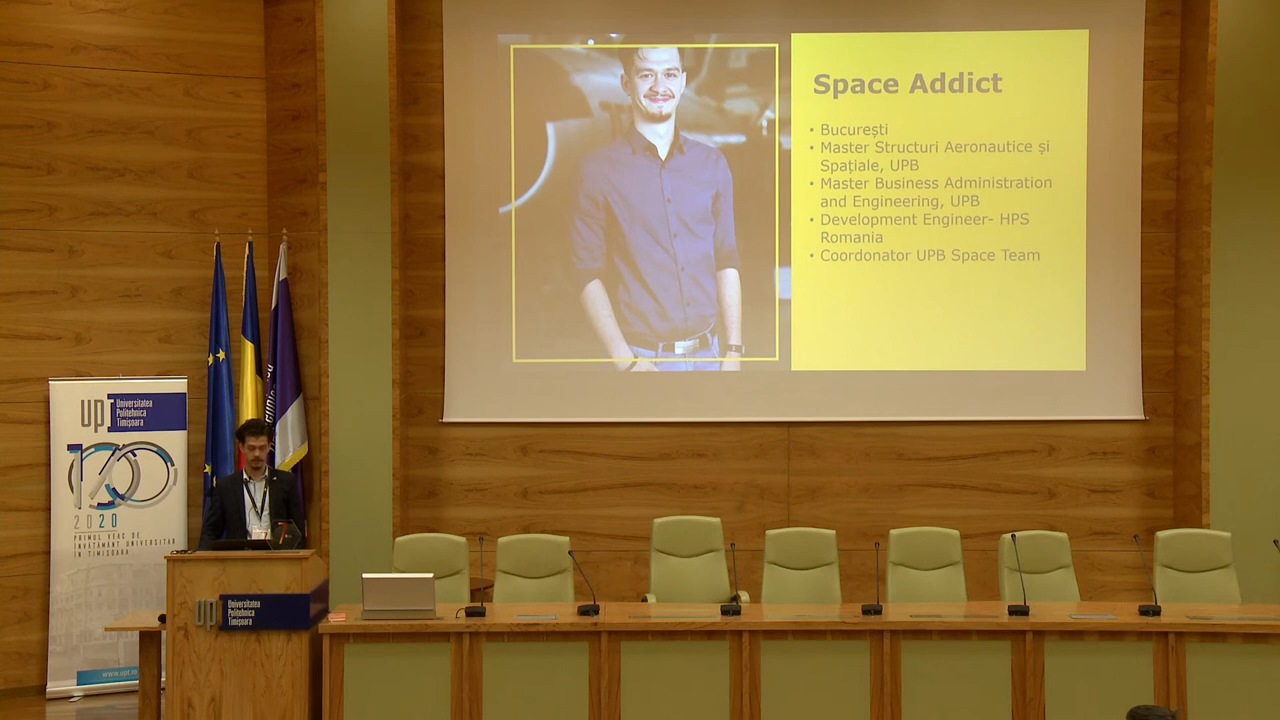 Space Addict
• București
• Master Structuri Aeronautice și
Spațiale, UPB
• Master Business Administration
and Engineering, UPB
• Development Engineer- HPS
Romania
• Coordonator UPB Space Team
upt
Universitatea
Politehnica
Timișoara
100
2020
PRIMUL VEAC DE
ÎNVĂȚĂMÂNT UNIVERSITAR
ÎN TIMIȘOARA
www.upt.ro
upt
Universitatea
Politehnica
Timișoara